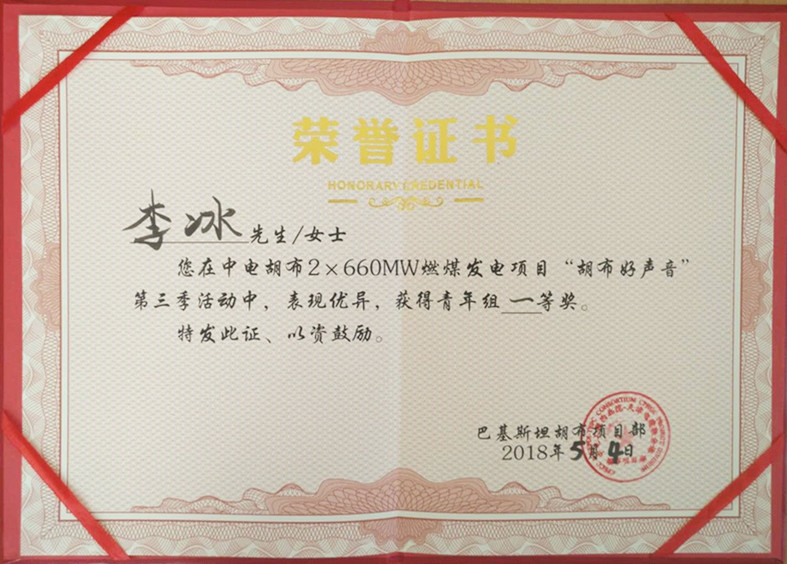 荣誉证书
HONORARY CREDENTIAL
李冰先生/女士
您在中电胡布2×660MW燃煤发电项目“胡布好声音”
第三季活动中，表现优异，获得青年组一等奖。
特发此证、以资鼓励。
巴基斯坦胡布项目部
2018年5月4日